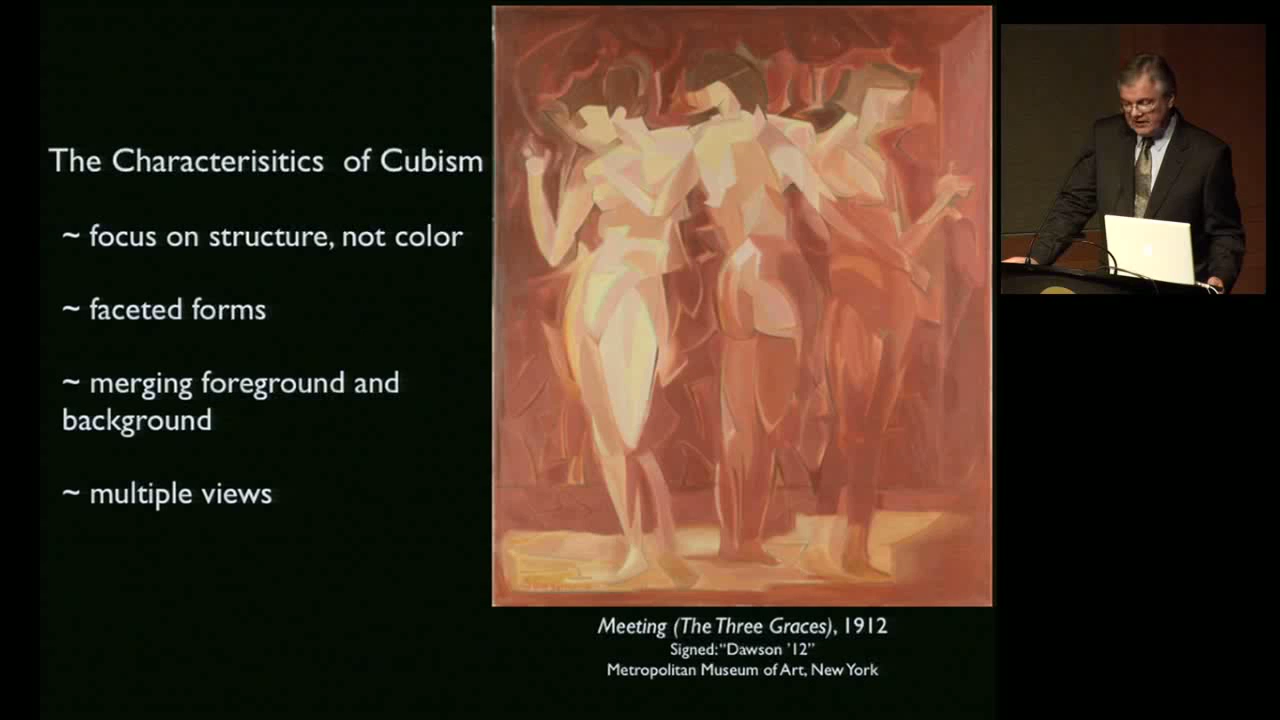 The Characterisitics of Cubism
~ focus on structure, not color
~ faceted forms
~ merging foreground and
background
~ multiple views
Meeting (The Three Graces), 1912
Signed: “Dawson ’12”
Metropolitan Museum of Art, New York